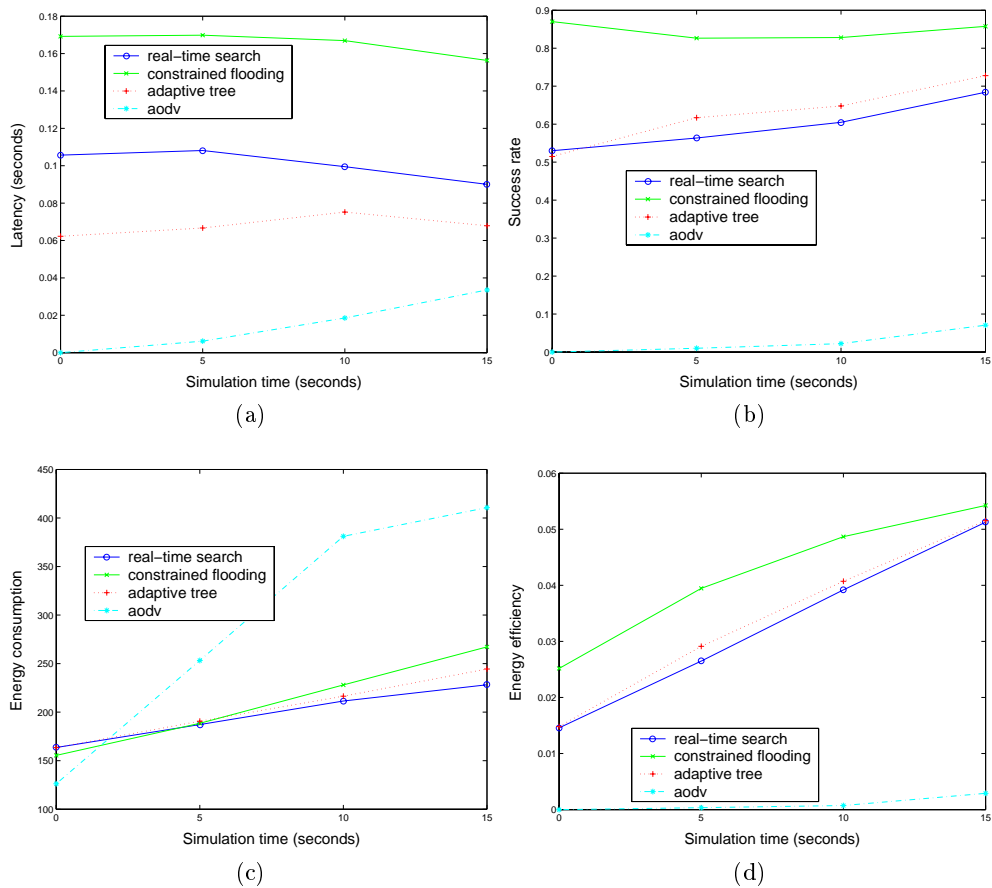 0.18
0.16
0.14
0.12
0.1
0.08
0.06
0.04
0.02
0
Latency (seconds)
real−time search
constrained flooding
adaptive tree
aodv
0 5 10 15
Simulation time (seconds)
(a)
0.9
0.8
0.7
0.6
0.5
0.4
0.3
0.2
0.1
0
Success rate
real−time search
constrained flooding
adaptive tree
aodv
0 5 10 15
Simulation time (seconds)
(b)
450
400
350
300
250
200
150
100
Energy consumption
real−time search
constrained flooding
adaptive tree
aodv
0 5 10 15
Simulation time (seconds)
(c)
0.06
0.05
0.04
0.03
0.02
0.01
0
Energy efficiency
real−time search
constrained flooding
adaptive tree
aodv
0 5 10 15
Simulation time (seconds)
(d)